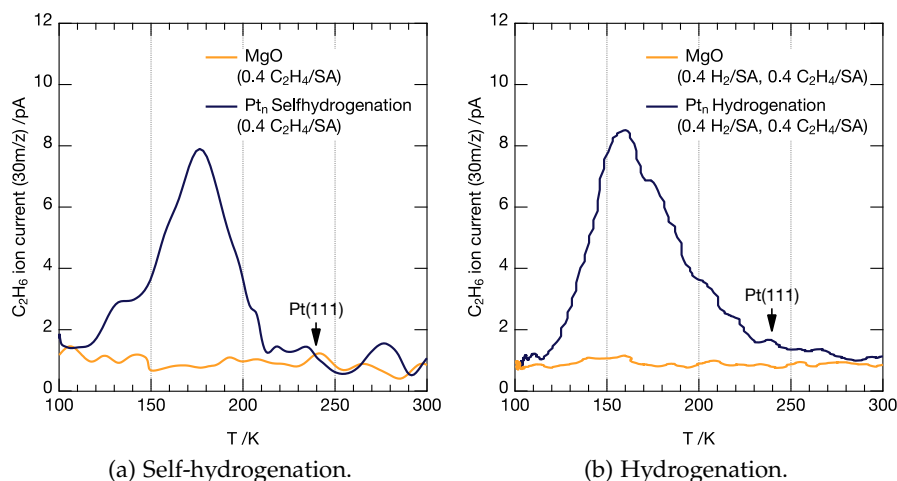 12
10
8
6
4
2
0
C₂H₆ ion current (30m/z) /pA
MgO
(0.4 C₂H₄/SA)
Ptₙ Selfhydrogenation
(0.4 C₂H₄/SA)
Pt(111)
100 150 200 250 300
T /K
(a) Self-hydrogenation.
12
10
8
6
4
2
0
C₂H₆ ion current (30m/z) /pA
MgO
(0.4 H₂/SA, 0.4 C₂H₄/SA)
Ptₙ Hydrogenation
(0.4 H₂/SA, 0.4 C₂H₄/SA)
Pt(111)
100 150 200 250 300
T /K
(b) Hydrogenation.